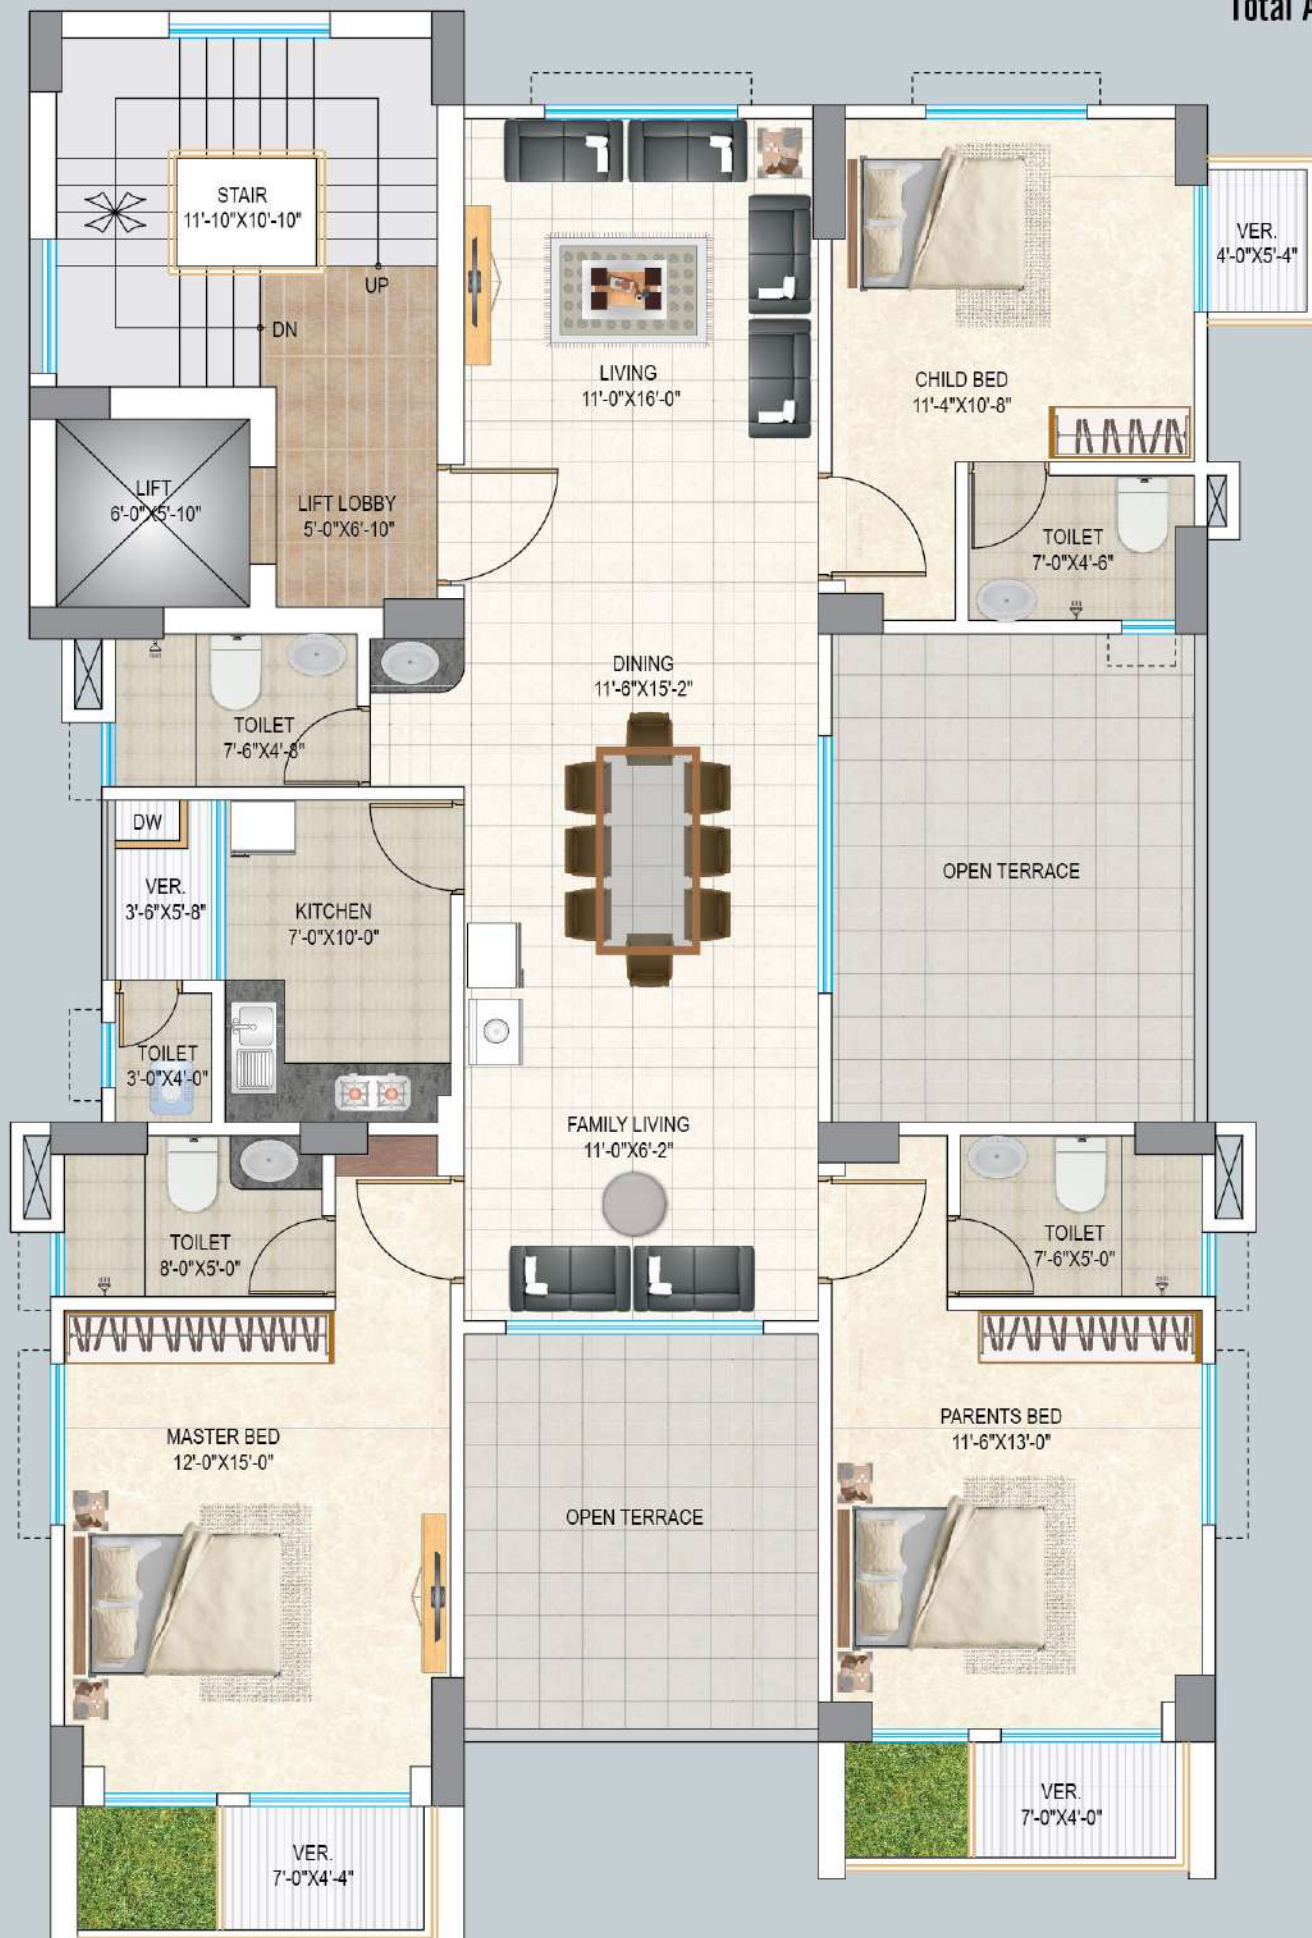 Total A
STAIR
11'-10"X10'-10"
UP
DN
VER.
4'-0"X5'-4"
LIVING
11'-0"X16'-0"
CHILD BED
11'-4"X10'-8"
LIFT
6'-0"X5'-10"
LIFT LOBBY
5'-0"X6'-10"
TOILET
7'-0"X4'-6"
DINING
11'-6"X15'-2"
TOILET
7'-6"X4'-8"
DW
VER.
3'-6"X5'-8"
KITCHEN
7'-0"X10'-0"
OPEN TERRACE
TOILET
3'-0"X4'-0"
FAMILY LIVING
11'-0"X6'-2"
TOILET
8'-0"X5'-0"
TOILET
7'-6"X5'-0"
MASTER BED
12'-0"X15'-0"
PARENTS BED
11'-6"X13'-0"
OPEN TERRACE
VER.
7'-0"X4'-0"
VER.
7'-0"X4'-4"